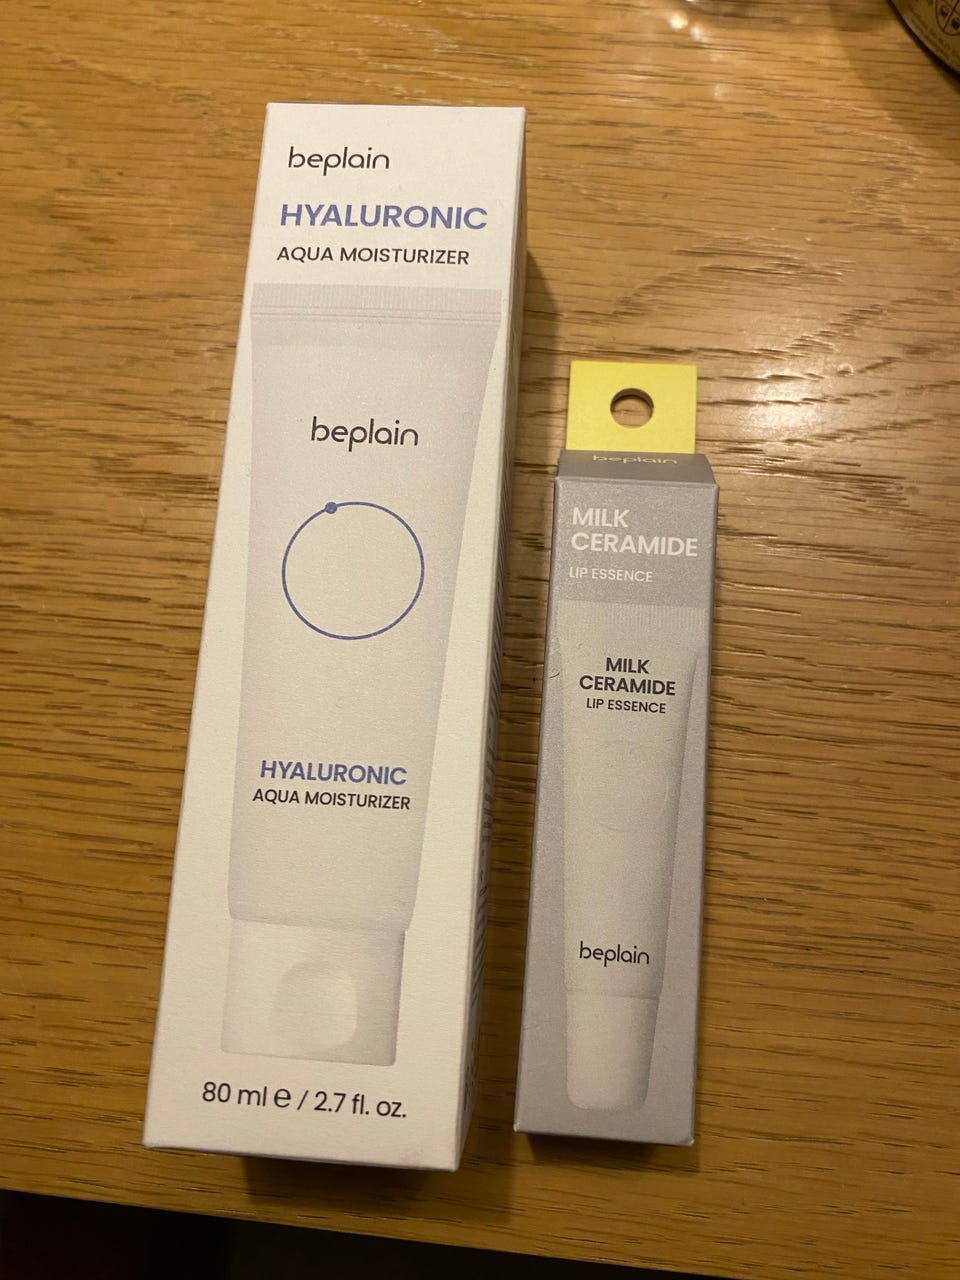 beplain
HYALURONIC
AQUA MOISTURIZER
beplain
HYALURONIC
AQUA MOISTURIZER
80 ml e / 2.7 fl. oz.
beplain
MILK
CERAMIDE
LIP ESSENCE
MILK
CERAMIDE
LIP ESSENCE
beplain